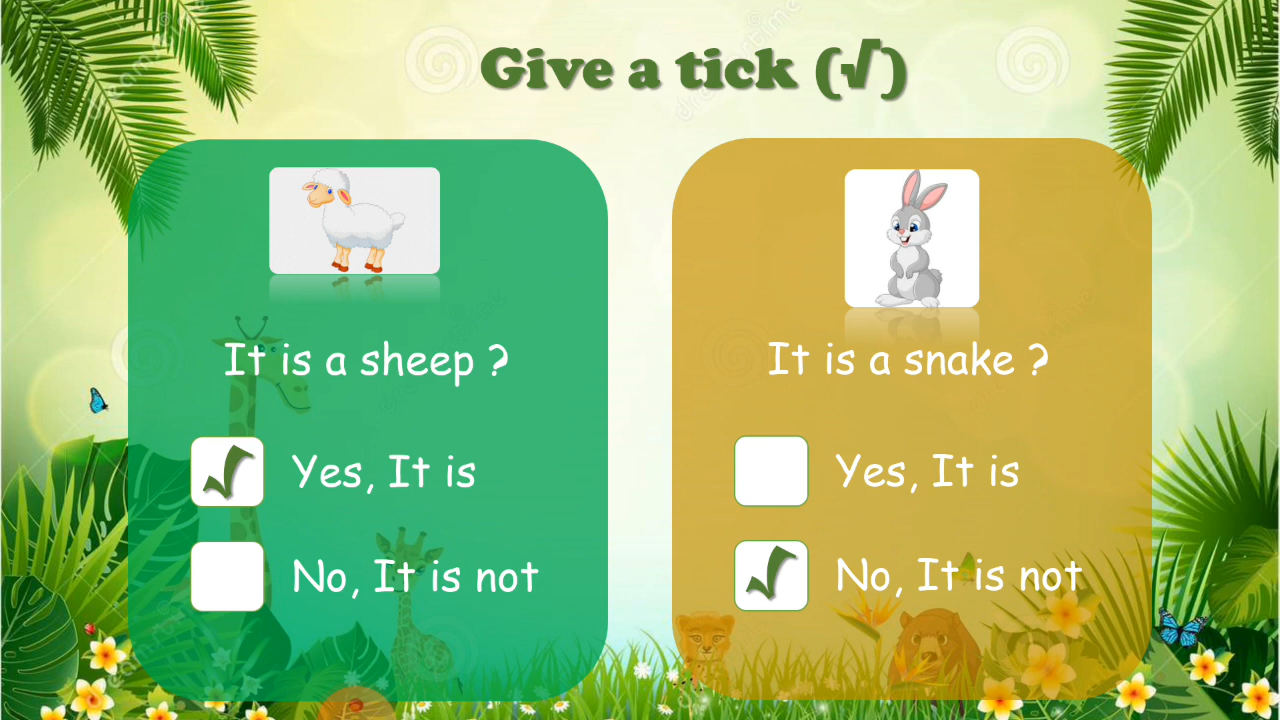 Give a tick (√)
It is a sheep ?
√ Yes, It is
No, It is not
It is a snake ?
Yes, It is
√ No, It is not